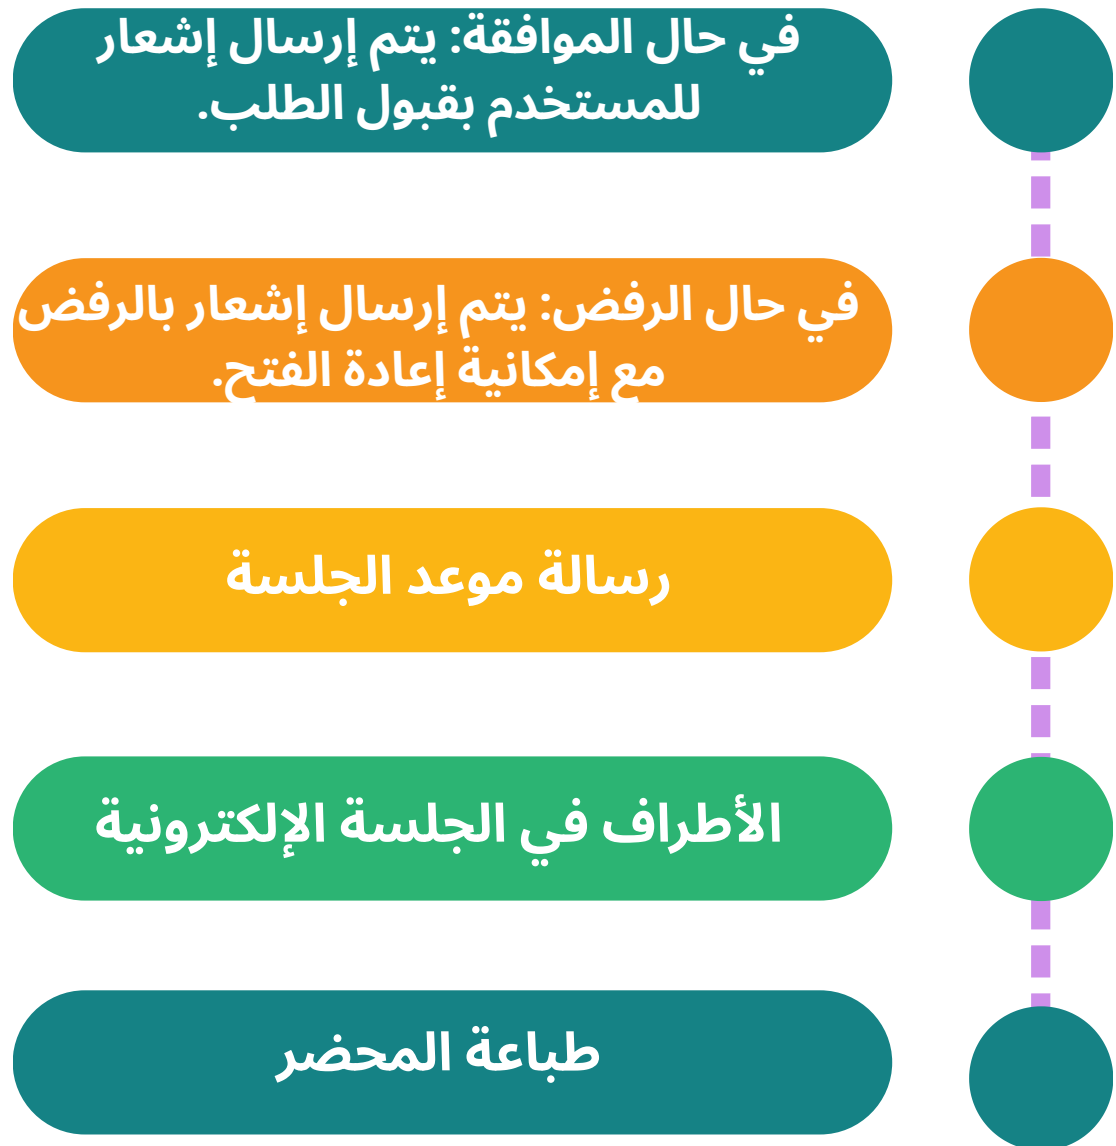 في حال الموافقة: يتم إرسال إشعار
للمستخدم بقبول الطلب.
في حال الرفض: يتم إرسال إشعار بالرفض
مع إمكانية إعادة الفتح.
رسالة موعد الجلسة
الأطراف في الجلسة الإلكترونية
طباعة المحضر